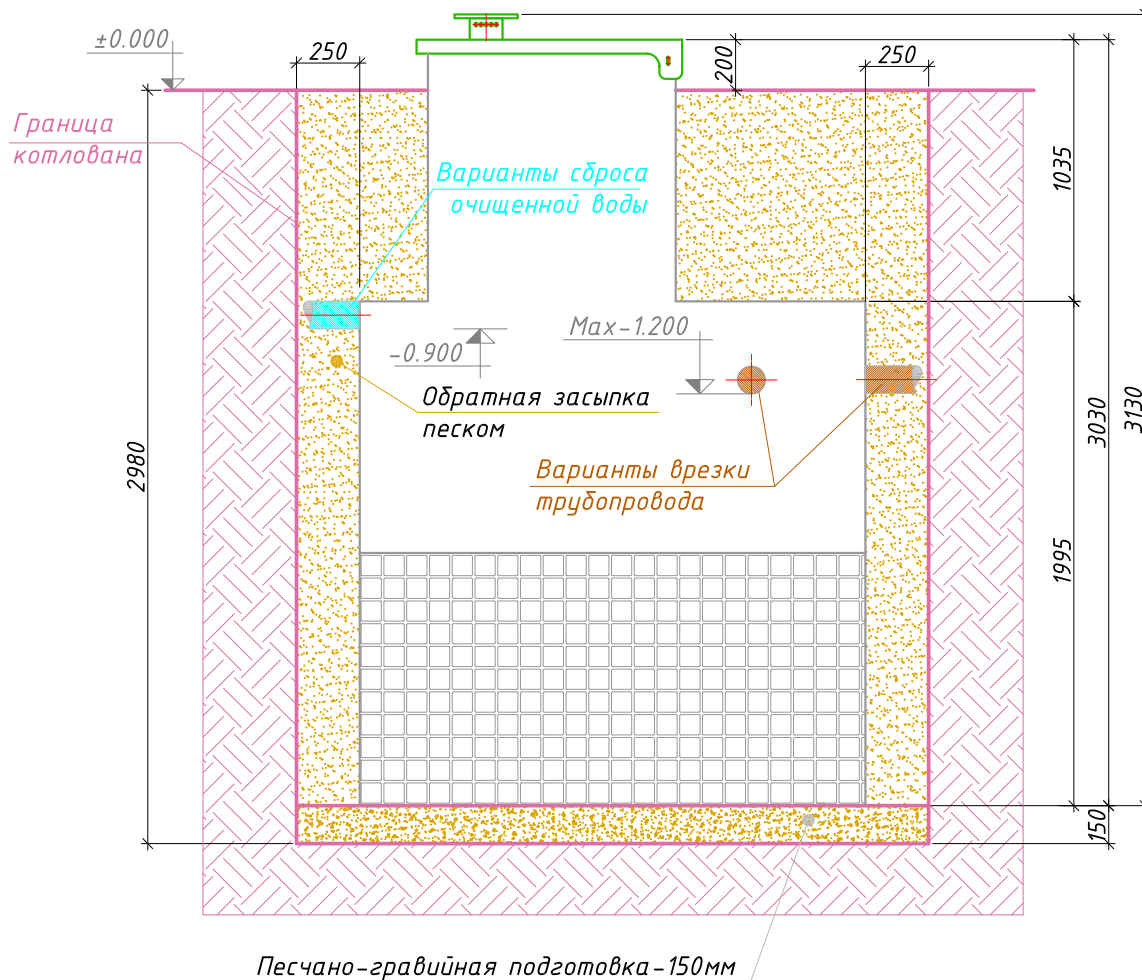 ±0.000
250
200
250
Граница
котлована
Варианты сброса
очищенной воды
1035
Max-1.200
-0.900
Обратная засыпка
песком
2980
3030
3130
Варианты врезки
трубопровода
1995
150
Песчано-гравийная подготовка-150мм